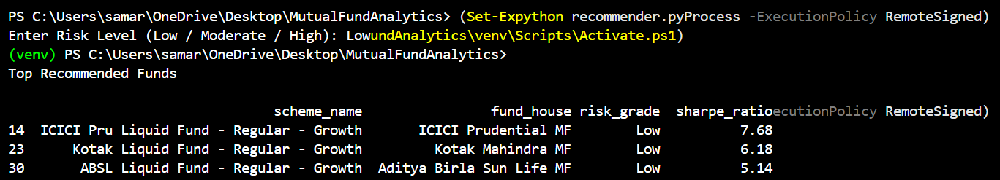 PS C:\Users\samar\OneDrive\Desktop\MutualFundAnalytics> (Set-Expython recommender.pyProcess -ExecutionPolicy RemoteSigned)
Enter Risk Level (Low / Moderate / High): LowundAnalytics\venv\Scripts\Activate.ps1)
(venv) PS C:\Users\samar\OneDrive\Desktop\MutualFundAnalytics>
Top Recommended Funds
scheme_name fund_house risk_grade sharpe_ratioecutionPolicy RemoteSigned)
14 ICICI Pru Liquid Fund - Regular - Growth ICICI Prudential MF Low 7.68
23 Kotak Liquid Fund - Regular - Growth Kotak Mahindra MF Low 6.18
30 ABSL Liquid Fund - Regular - Growth Aditya Birla Sun Life MF Low 5.14